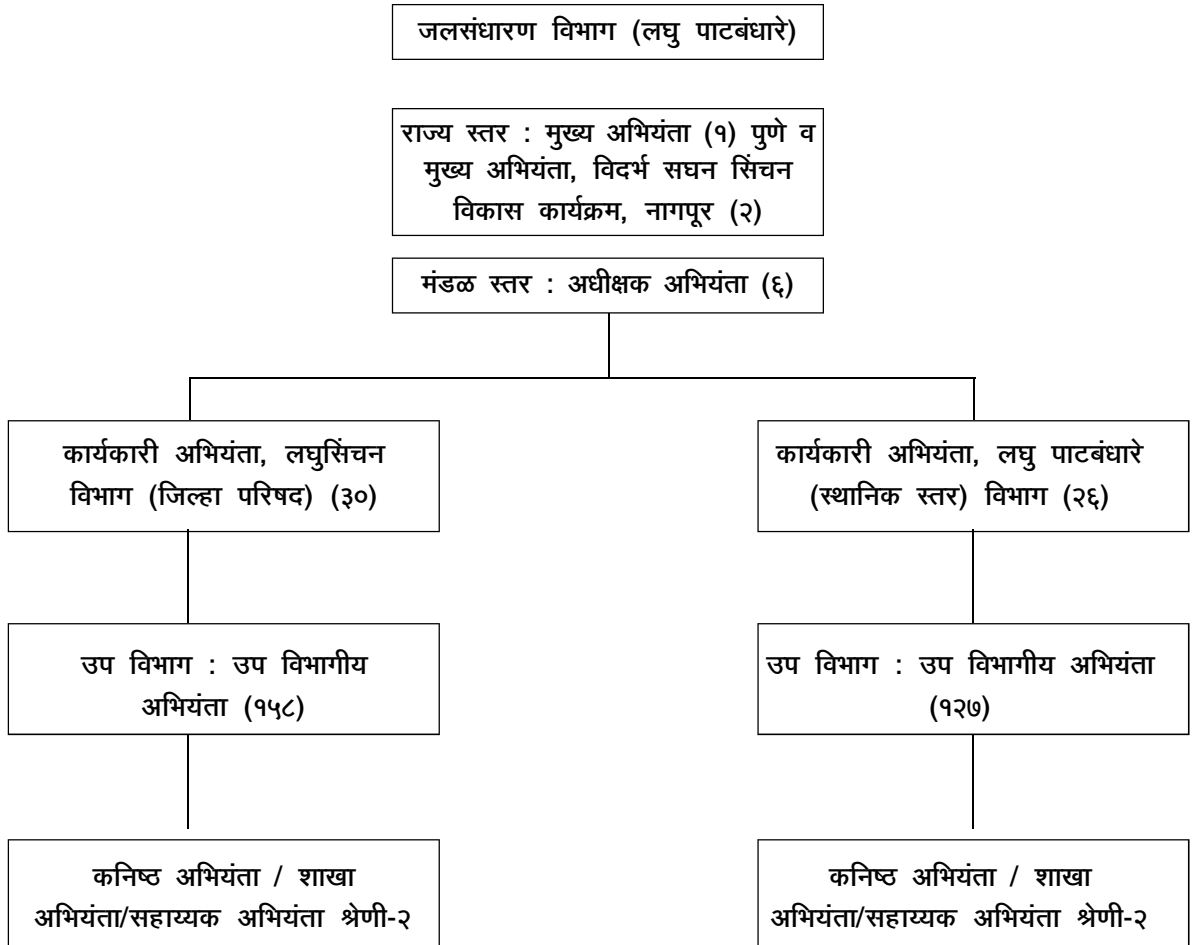 जलसंधारण विभाग (लघु पाटबंधारे)
राज्य स्तर : मुख्य अभियंता (१) पुणे व
मुख्य अभियंता, विदर्भ सघन सिंचन
विकास कार्यक्रम, नागपूर (२)
मंडळ स्तर : अधीक्षक अभियंता (६)
कार्यकारी अभियंता, लघुसिंचन
विभाग (जिल्हा परिषद) (३०)
कार्यकारी अभियंता, लघु पाटबंधारे
(स्थानिक स्तर) विभाग (२६)
उप विभाग : उप विभागीय
अभियंता (१५८)
उप विभाग : उप विभागीय अभियंता
(१२७)
कनिष्ठ अभियंता / शाखा
अभियंता/सहाय्यक अभियंता श्रेणी-२
कनिष्ठ अभियंता / शाखा
अभियंता/सहाय्यक अभियंता श्रेणी-२